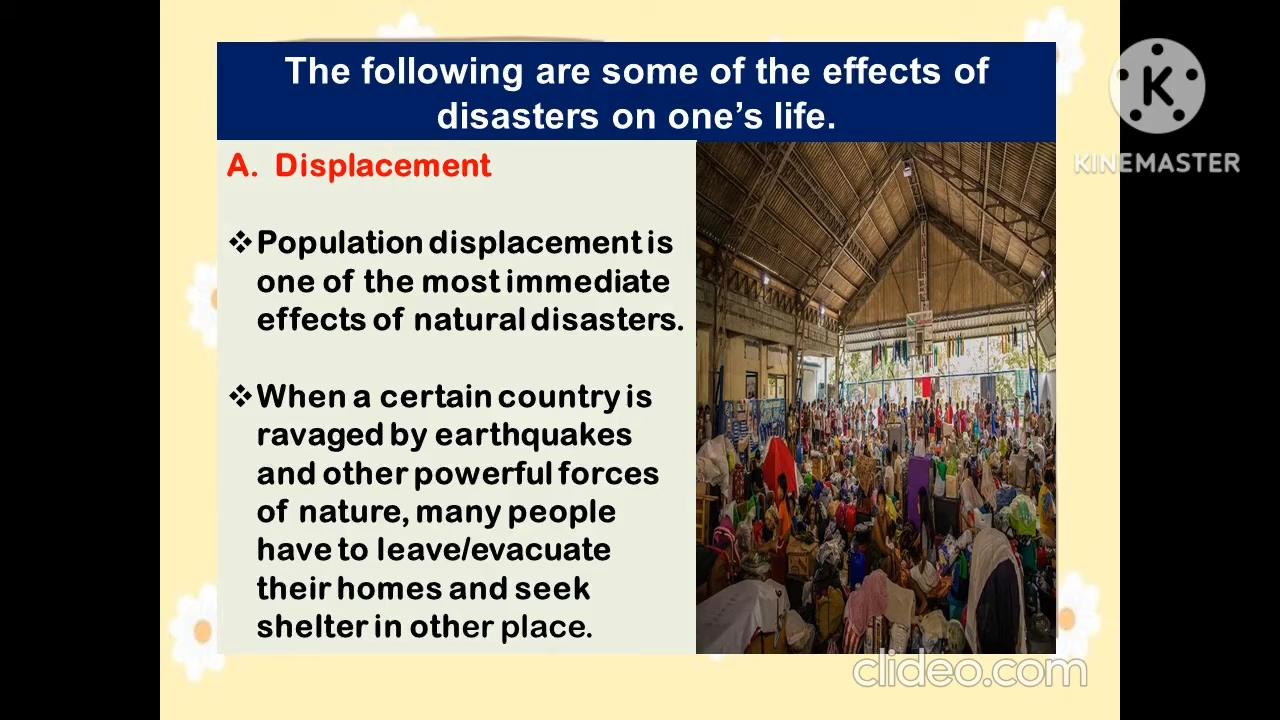 The following are some of the effects of
disasters on one's life.
A. Displacement
❖ Population displacement is
one of the most immediate
effects of natural disasters.
❖ When a certain country is
ravaged by earthquakes
and other powerful forces
of nature, many people
have to leave/evacuate
their homes and seek
shelter in other place.
K
KINEMASTER
clideo.com